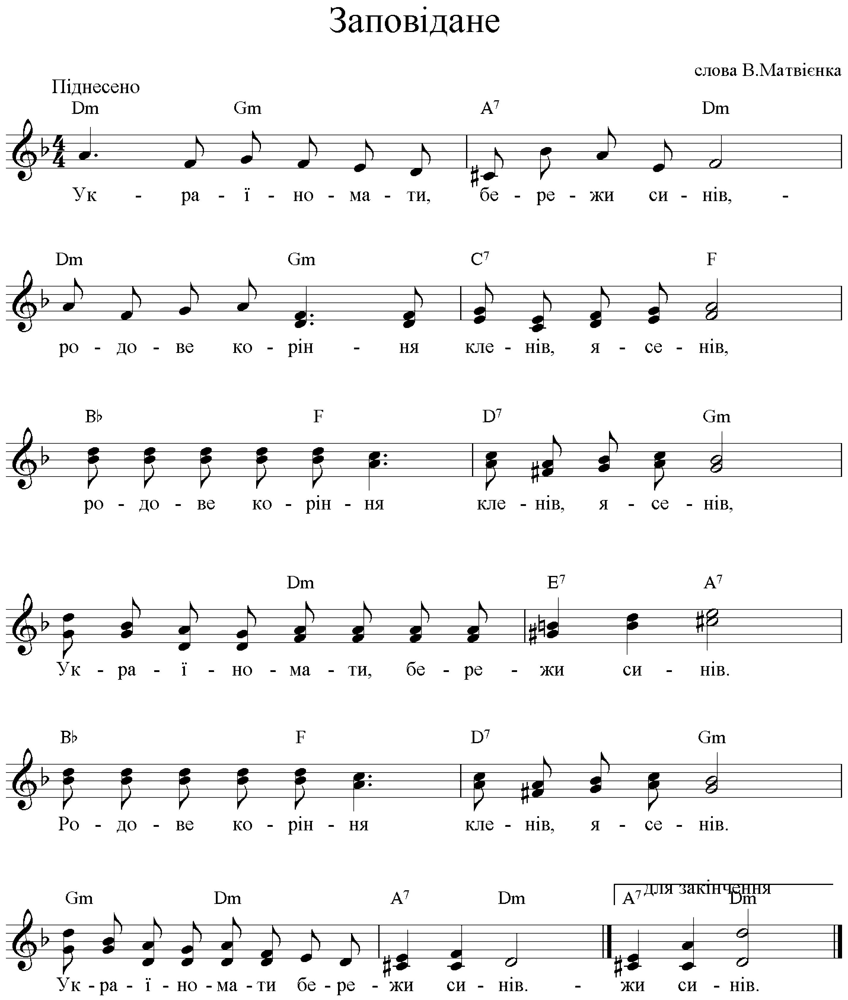 Заповідане
слова В.Матвієнка
Піднесено
Dm Gm A7 Dm
Ук - ра - ї - но - ма - ти, бе - ре - жи си - нів, -
Dm Gm C7 F
ро - до - ве ко - рін - ня кле - нів, я - се - нів,
B♭ F D7 Gm
ро - до - ве ко - рін - ня кле - нів, я - се - нів,
Dm E7 A7
Ук - ра - ї - но - ма - ти, бе - ре - жи си - нів.
B♭ F D7 Gm
Ро - до - ве ко - рін - ня кле - нів, я - се - нів.
для закінчення
Gm Dm A7 Dm A7 Dm
Ук - ра - ї - но - ма - ти бе - ре - жи си - нів. - жи си - нів.